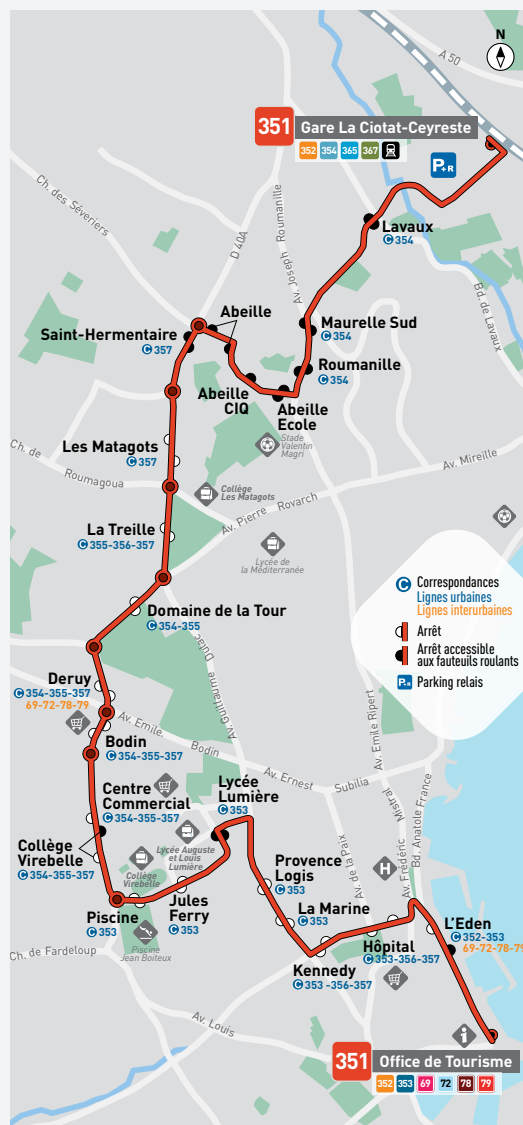 N
A 50
351 Gare La Ciotat-Ceyreste
352 354 365 367
P+R
Ch. des Séveriers
D 40A
Av. Joseph Roumanille
Lavaux
C 354
Bd. de Lavaux
Abeille
Saint-Hermentaire
C 357
Maurelle Sud
C 354
Roumanille
C 354
Abeille
CIQ
Abeille
Ecole
Stade
Valentin
Magri
Les Matagots
C 357
Ch. de
Roumagoua
Av. Mireille
Collège
Les Matagots
Av. Pierre Rovarch
La Treille
C 355-356-357
Lycée de
la Méditerranée
C Correspondances
Lignes urbaines
Lignes interurbaines
Arrêt
Arrêt accessible
aux fauteuils roulants
P+R Parking relais
Domaine de la Tour
C 354-355
Av. Guillaume Dulac
Deruy
C 354-355-357
69-72-78-79
Av. Emile Bodin
Av. Emile Ripert
Bodin
C 354-355-357
Av. Ernest Subilia
Mistral
Av. Frédéric
Bd. Anatole France
Centre
Commercial
C 354-355-357
Lycée
Lumière
C 353
Collège
Virebelle
C 354-355-357
Lycée Auguste
et Louis
Lumière
Collège
Virebelle
Av. de la Paix
Provence
Logis
C 353
H
Jules
Ferry
C 353
La Marine
C 353
Piscine
C 353
Piscine
Jean Boiteux
L'Eden
C 352-353
69-72-78-79
Hôpital
C 353-356-357
Kennedy
C 353 -356-357
Ch. de Fardeloup
Av. Louis
i
351 Office de Tourisme
352 353 69 72 78 79